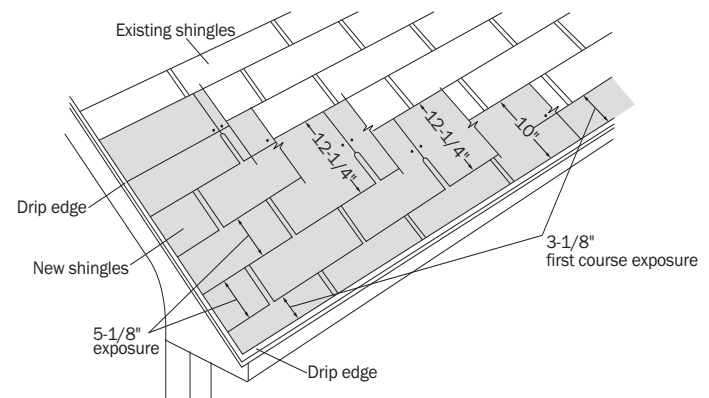 Existing shingles
12-1/4"
12-1/4"
10"
Drip edge
New shingles
3-1/8"
first course exposure
5-1/8"
exposure
Drip edge